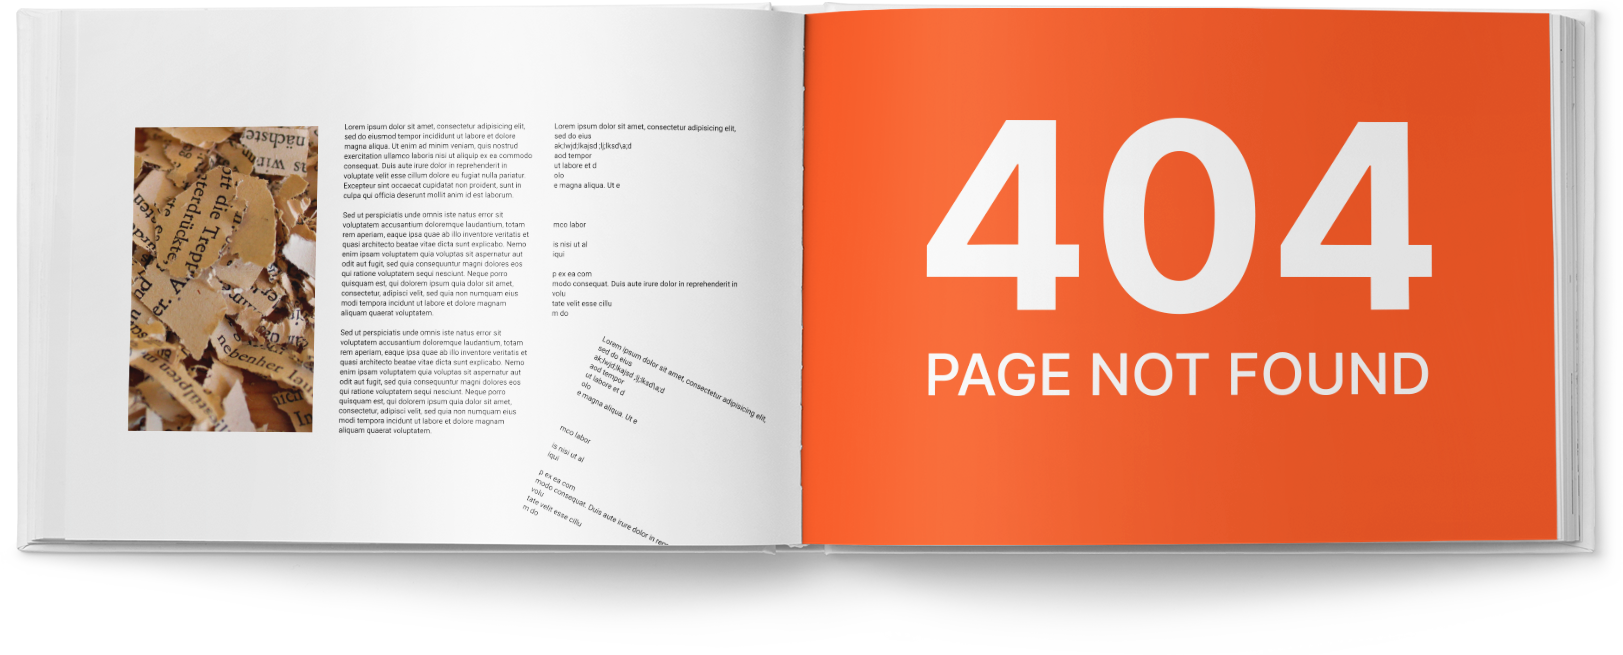 nächste
as wir
oft die Trepp
terdrückte,
nebenher
Lorem ipsum dolor sit amet, consectetur adipisicing elit,
sed do eiusmod tempor incididunt ut labore et dolore
magna aliqua. Ut enim ad minim veniam, quis nostrud
exercitation ullamco laboris nisi ut aliquip ex ea commodo
consequat. Duis aute irure dolor in reprehenderit in
voluptate velit esse cillum dolore eu fugiat nulla pariatur.
Excepteur sint occaecat cupidatat non proident, sunt in
culpa qui officia deserunt mollit anim id est laborum.
Sed ut perspiciatis unde omnis iste natus error sit
voluptatem accusantium doloremque laudantium, totam
rem aperiam, eaque ipsa quae ab illo inventore veritatis et
quasi architecto beatae vitae dicta sunt explicabo. Nemo
enim ipsam voluptatem quia voluptas sit aspernatur aut
odit aut fugit, sed quia consequuntur magni dolores eos
qui ratione voluptatem sequi nesciunt. Neque porro
quisquam est, qui dolorem ipsum quia dolor sit amet,
consectetur, adipisci velit, sed quia non numquam eius
modi tempora incidunt ut labore et dolore magnam
aliquam quaerat voluptatem.
Sed ut perspiciatis unde omnis iste natus error sit
voluptatem accusantium doloremque laudantium, totam
rem aperiam, eaque ipsa quae ab illo inventore veritatis et
quasi architecto beatae vitae dicta sunt explicabo. Nemo
enim ipsam voluptatem quia voluptas sit aspernatur aut
odit aut fugit, sed quia consequuntur magni dolores eos
qui ratione voluptatem sequi nesciunt. Neque porro
quisquam est, qui dolorem ipsum quia dolor sit amet,
consectetur, adipisci velit, sed quia non numquam eius
modi tempora incidunt ut labore et dolore magnam
aliquam quaerat voluptatem.
Lorem ipsum dolor sit amet, consectetur adipisicing elit,
sed do eius
ak;lwjd;lkajsd ;lj;lksd\a;d
aod tempor
ut labore et d
olo
e magna aliqua. Ut e
mco labor
is nisi ut al
iqui
p ex ea com
modo consequat. Duis aute irure dolor in reprehenderit in
volu
tate velit esse cillu
m do
Lorem ipsum dolor sit amet, consectetur adipisicing elit,
sed do eius
ak;lwjd;lkajsd ;lj;lksd\a;d
aod tempor
ut labore et d
olo
e magna aliqua. Ut e
mco labor
is nisi ut al
iqui
p ex ea com
modo consequat. Duis aute irure dolor in rep
volu
tate velit esse cillu
m do
404
PAGE NOT FOUND